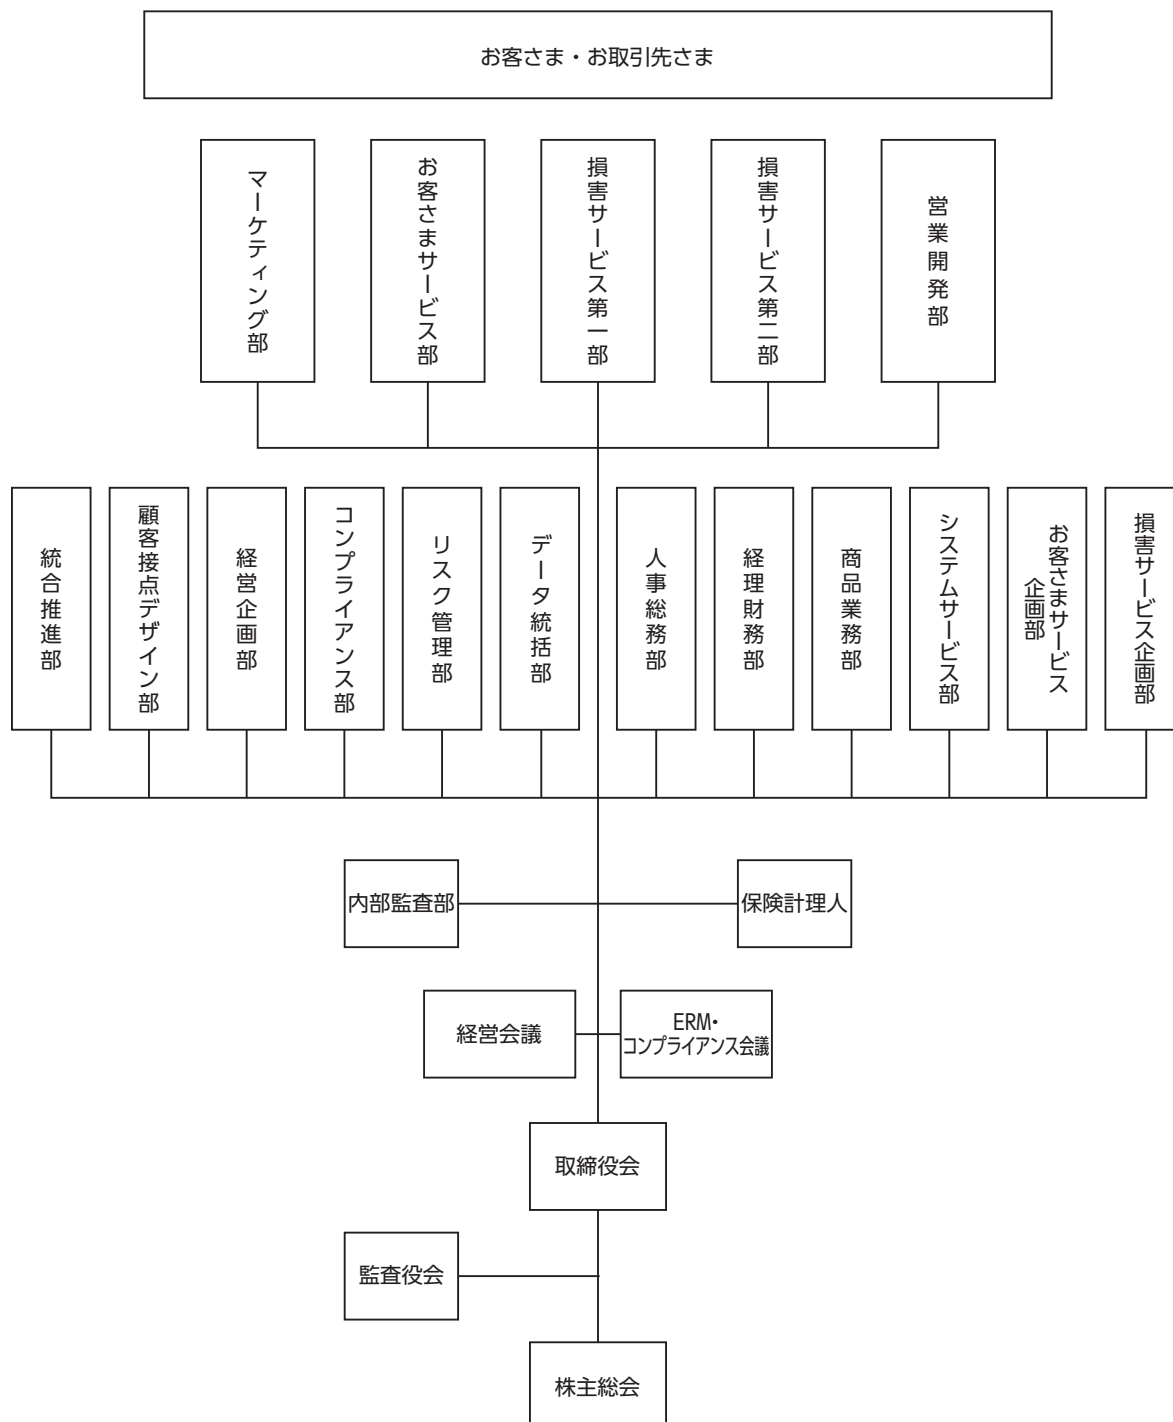 お客さま・お取引先さま
マーケティング部
お客さまサービス部
損害サービス第一部
損害サービス第二部
営業開発部
統合推進部
顧客接点デザイン部
経営企画部
コンプライアンス部
リスク管理部
データ統括部
人事総務部
経理財務部
商品業務部
システムサービス部
お客さまサービス
企画部
損害サービス企画部
内部監査部
保険計理人
経営会議
ERM・
コンプライアンス会議
取締役会
監査役会
株主総会